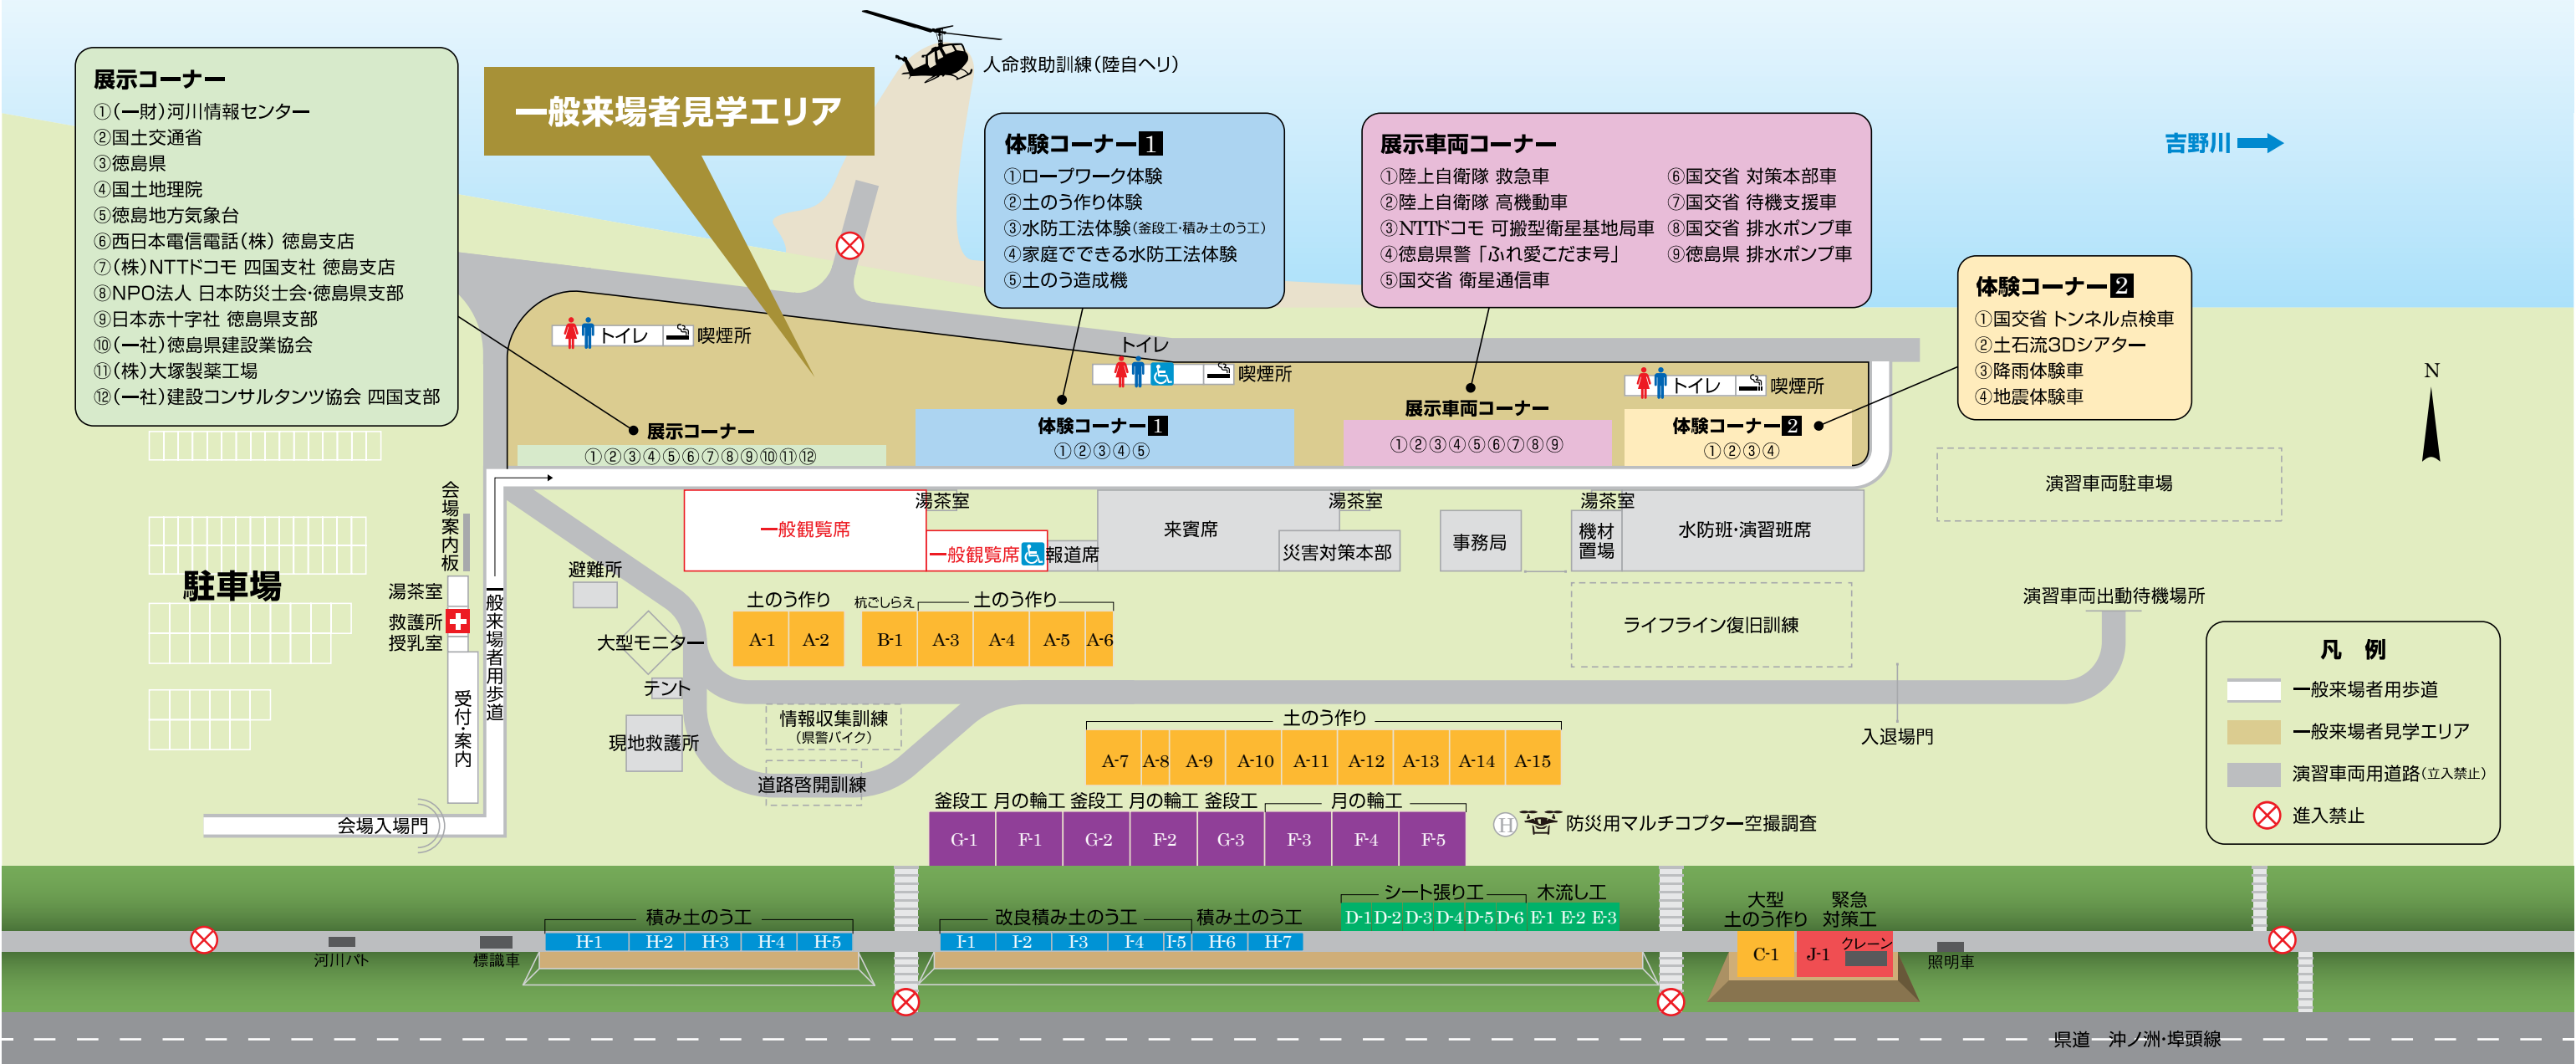 人命救助訓練(陸自ヘリ)
一般来場者見学エリア
展示コーナー
①(一財)河川情報センター
②国土交通省
③徳島県
④国土地理院
⑤徳島地方気象台
⑥西日本電信電話(株) 徳島支店
⑦(株)NTTドコモ 四国支社 徳島支店
⑧NPO法人 日本防災士会・徳島県支部
⑨日本赤十字社 徳島県支部
⑩(一社)徳島県建設業協会
⑪(株)大塚製薬工場
⑫(一社)建設コンサルタンツ協会 四国支部
体験コーナー1
①ロープワーク体験
②土のう作り体験
③水防工法体験(釜段工・積み土のう工)
④家庭でできる水防工法体験
⑤土のう造成機
展示車両コーナー
①陸上自衛隊 救急車
②陸上自衛隊 高機動車
③NTTドコモ 可搬型衛星基地局車
④徳島県警「ふれ愛こだま号」
⑤国交省 衛星通信車
⑥国交省 対策本部車
⑦国交省 待機支援車
⑧国交省 排水ポンプ車
⑨徳島県 排水ポンプ車
吉野川
体験コーナー2
①国交省 トンネル点検車
②土石流3Dシアター
③降雨体験車
④地震体験車
N
トイレ 喫煙所
トイレ
喫煙所
トイレ 喫煙所
展示コーナー
①②③④⑤⑥⑦⑧⑨⑩⑪⑫
体験コーナー1
①②③④⑤
展示車両コーナー
①②③④⑤⑥⑦⑧⑨
体験コーナー2
①②③④
演習車両駐車場
会場案内板
駐車場
湯茶室
救護所
授乳室
受付・案内
一般来場者用歩道
会場入場門
一般観覧席
湯茶室
一般観覧席
報道席
来賓席
湯茶室
災害対策本部
事務局
湯茶室
機材
置場
水防班・演習班席
避難所
大型モニター
テント
現地救護所
土のう作り
A-1 A-2
杭ごしらえ
土のう作り
B-1 A-3 A-4 A-5 A-6
ライフライン復旧訓練
演習車両出動待機場所
入退場門
情報収集訓練
(県警バイク)
道路啓開訓練
土のう作り
A-7 A-8 A-9 A-10 A-11 A-12 A-13 A-14 A-15
釜段工 月の輪工 釜段工 月の輪工 釜段工 月の輪工
G-1 F-1 G-2 F-2 G-3 F-3 F-4 F-5
H
防災用マルチコプター空撮調査
凡 例
一般来場者用歩道
一般来場者見学エリア
演習車両用道路(立入禁止)
進入禁止
河川パト
標識車
積み土のう工
H-1 H-2 H-3 H-4 H-5
改良積み土のう工 積み土のう工
I-1 I-2 I-3 I-4 I-5 H-6 H-7
シート張り工 木流し工
D-1 D-2 D-3 D-4 D-5 D-6 E-1 E-2 E-3
大型
土のう作り
緊急
対策工
C-1
J-1
クレーン
照明車
県道 沖ノ洲・埠頭線